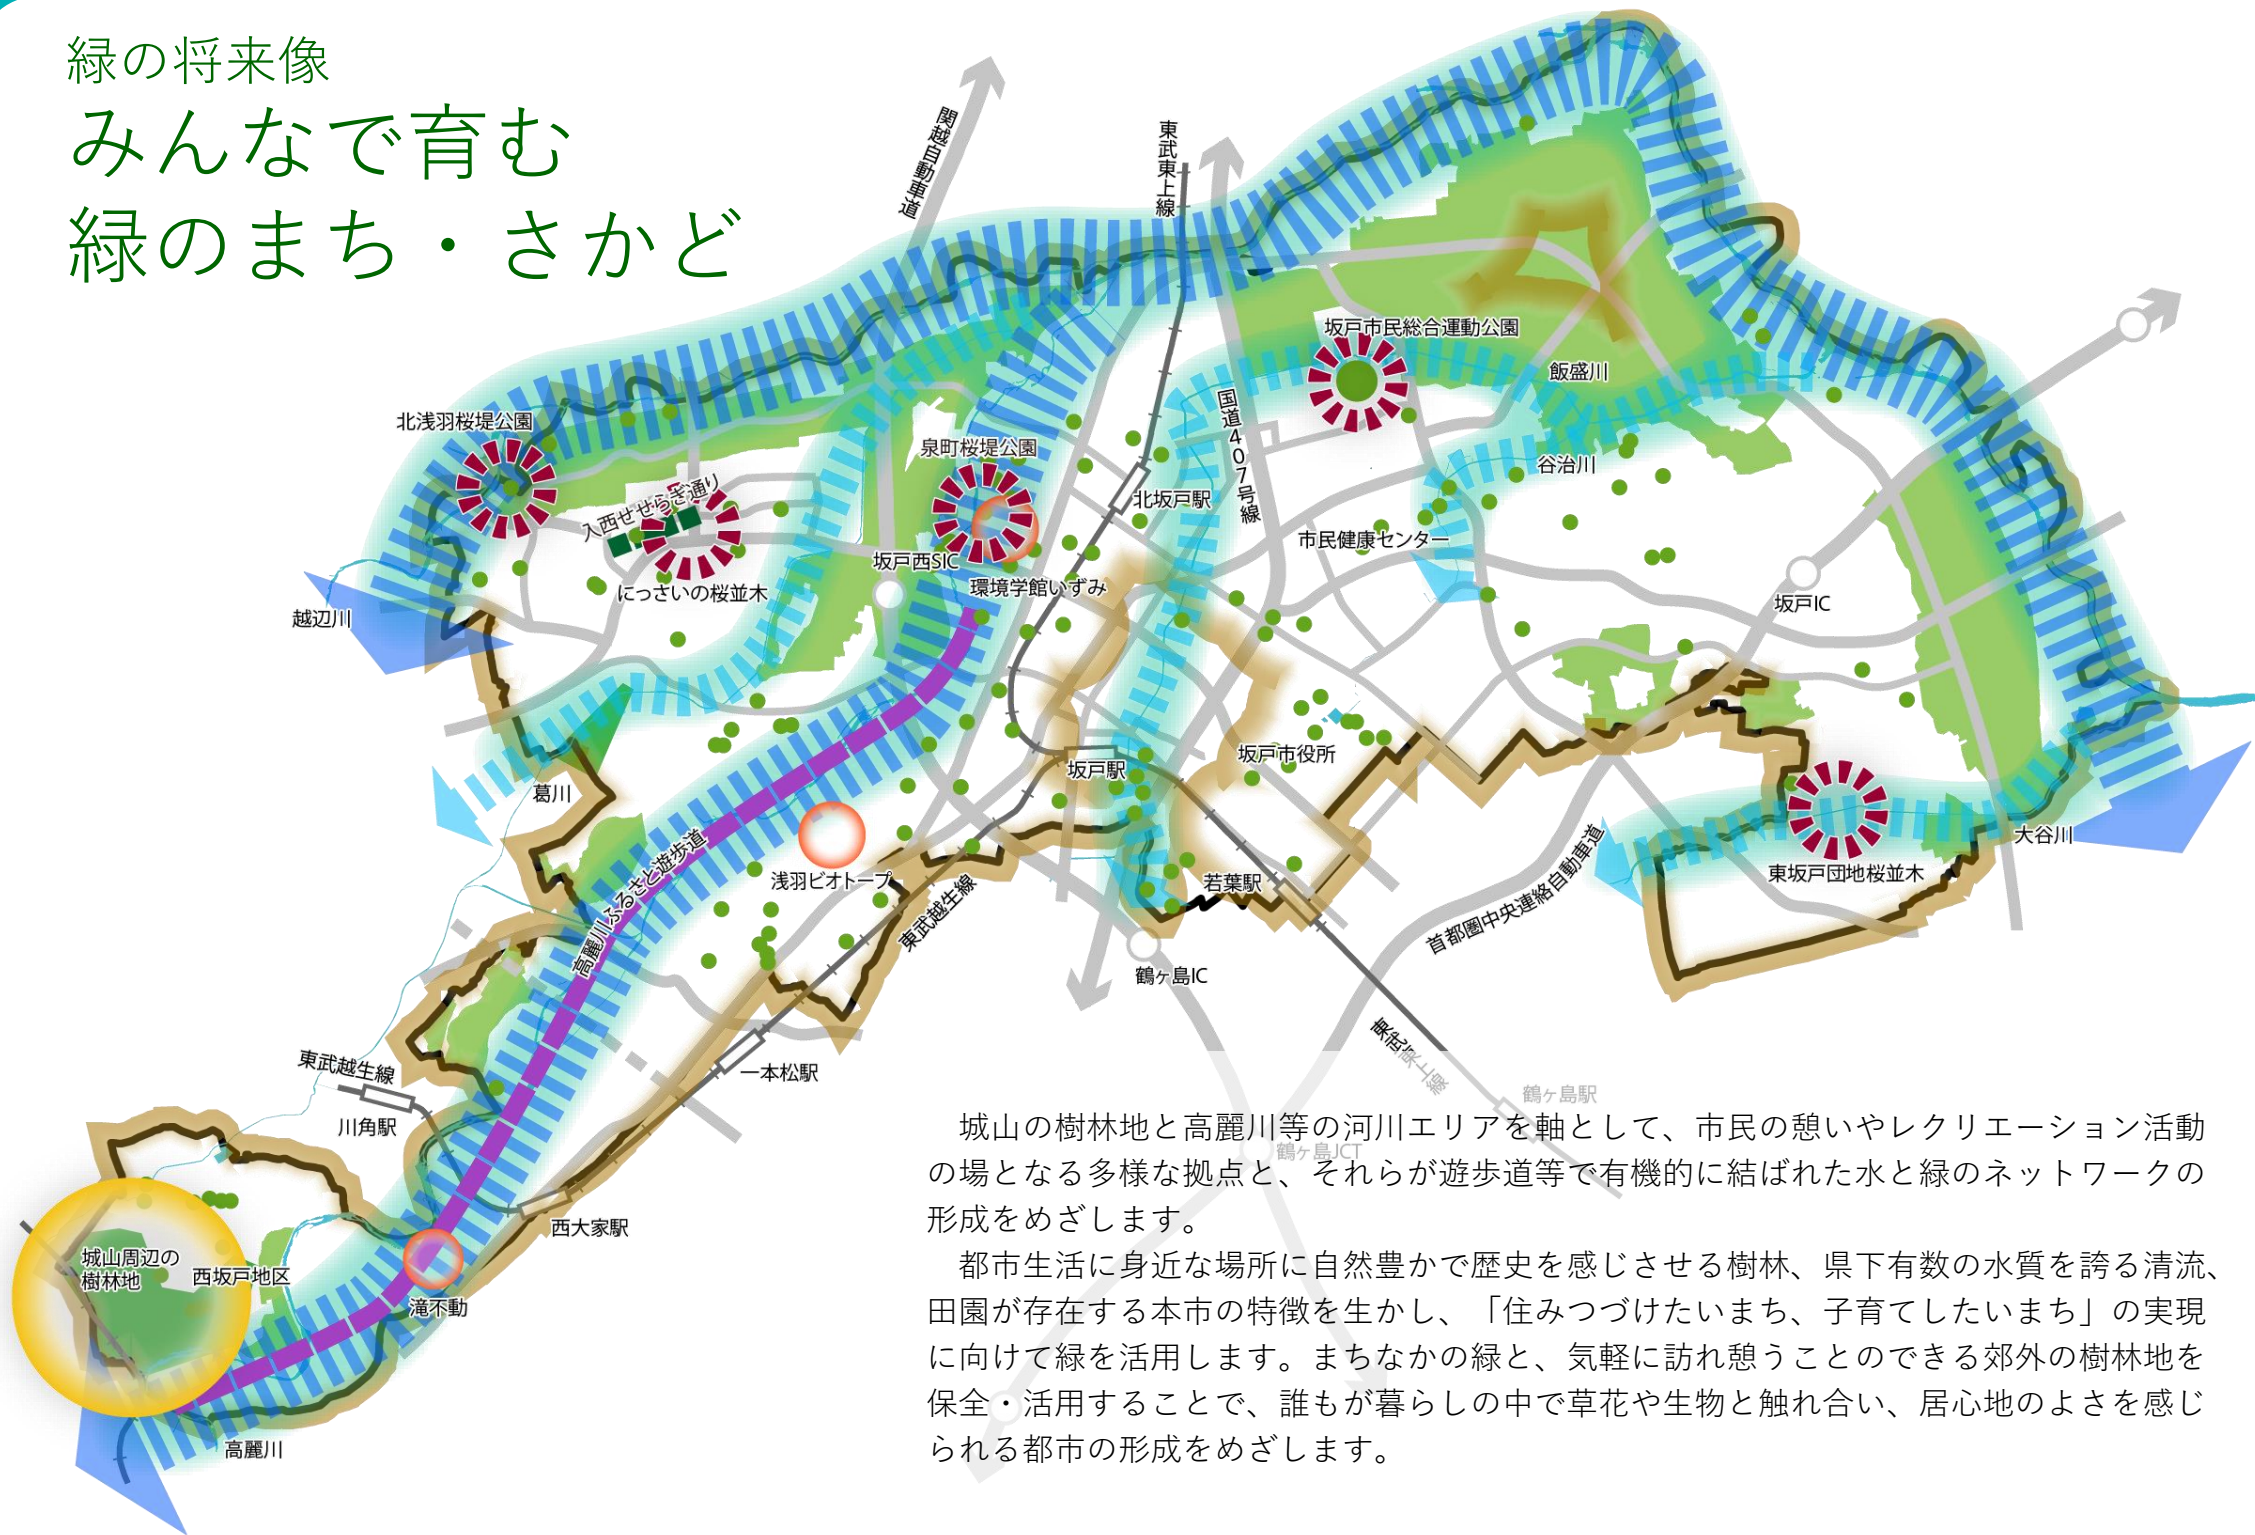 緑の将来像
みんなで育む
緑のまち・さかど
関越自動車道
東武東上線
坂戸市民総合運動公園
飯盛川
国道407号線
北浅羽桜堤公園
泉町桜堤公園
谷治川
入西せせらぎ通り
北坂戸駅
市民健康センター
坂戸西SIC
環境学館いずみ
にっさいの桜並木
越辺川
坂戸IC
坂戸市役所
坂戸駅
葛川
大谷川
高麗川ふるさと遊歩道
浅羽ビオトープ
東武越生線
若葉駅
首都圏中央連絡自動車道
東坂戸団地桜並木
鶴ヶ島IC
東武東上線
東武越生線
一本松駅
川角駅
鶴ヶ島駅
鶴ヶ島JCT
西大家駅
城山周辺の
樹林地
西坂戸地区
滝不動
高麗川
城山の樹林地と高麗川等の河川エリアを軸として、市民の憩いやレクリエーション活動
の場となる多様な拠点と、それらが遊歩道等で有機的に結ばれた水と緑のネットワークの
形成をめざします。
都市生活に身近な場所に自然豊かで歴史を感じさせる樹林、県下有数の水質を誇る清流、
田園が存在する本市の特徴を生かし、「住みつづけたいまち、子育てしたいまち」の実現
に向けて緑を活用します。まちなかの緑と、気軽に訪れ憩うことのできる郊外の樹林地を
保全・活用することで、誰もが暮らしの中で草花や生物と触れ合い、居心地のよさを感じ
られる都市の形成をめざします。